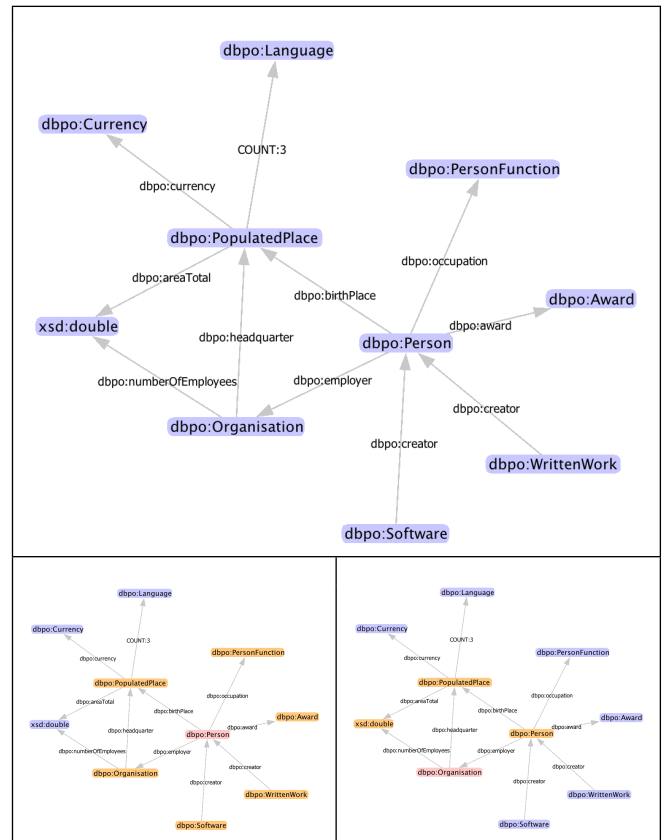 dbpo:Language
dbpo:Currency
COUNT:3
dbpo:PersonFunction
dbpo:currency
dbpo:PopulatedPlace
dbpo:occupation
dbpo:areaTotal
dbpo:birthPlace
dbpo:Award
xsd:double
dbpo:award
dbpo:headquarter
dbpo:Person
dbpo:numberOfEmployees
dbpo:employer
dbpo:creator
dbpo:Organisation
dbpo:creator
dbpo:WrittenWork
dbpo:Software
dbpo:Language
dbpo:Currency
COUNT:3
dbpo:PersonFunction
dbpo:currency
dbpo:PopulatedPlace
dbpo:occupation
dbpo:areaTotal
dbpo:birthPlace
dbpo:Award
xsd:double
dbpo:award
dbpo:headquarter
dbpo:Person
dbpo:numberOfEmployees
dbpo:employer
dbpo:creator
dbpo:Organisation
dbpo:creator
dbpo:WrittenWork
dbpo:Software
dbpo:Language
dbpo:Currency
COUNT:3
dbpo:PersonFunction
dbpo:currency
dbpo:PopulatedPlace
dbpo:occupation
dbpo:areaTotal
dbpo:birthPlace
dbpo:Award
xsd:double
dbpo:award
dbpo:headquarter
dbpo:Person
dbpo:numberOfEmployees
dbpo:employer
dbpo:creator
dbpo:Organisation
dbpo:creator
dbpo:WrittenWork
dbpo:Software